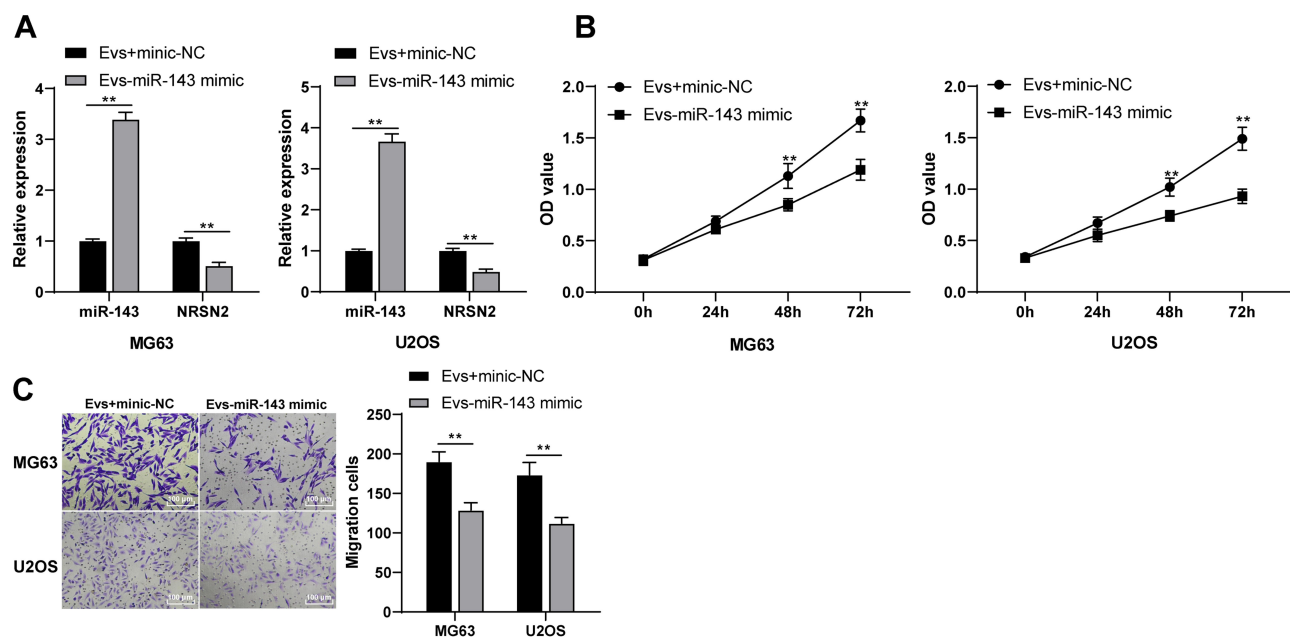 A
Evs+minic-NC
Evs-miR-143 mimic
Relative expression
4
3
2
1
0
**
**
miR-143
NRSN2
MG63
Evs+minic-NC
Evs-miR-143 mimic
Relative expression
5
4
3
2
1
0
**
**
miR-143
NRSN2
U2OS
B
Evs+minic-NC
Evs-miR-143 mimic
OD value
2.0
1.5
1.0
0.5
0.0
**
**
0h 24h 48h 72h
MG63
Evs+minic-NC
Evs-miR-143 mimic
OD value
2.0
1.5
1.0
0.5
0.0
**
**
0h 24h 48h 72h
U2OS
C
Evs+minic-NC Evs-miR-143 mimic
MG63
100 μm 100 μm
U2OS
100 μm 100 μm
Evs+minic-NC
Evs-miR-143 mimic
Migration cells
250
200
150
100
50
0
**
**
MG63 U2OS